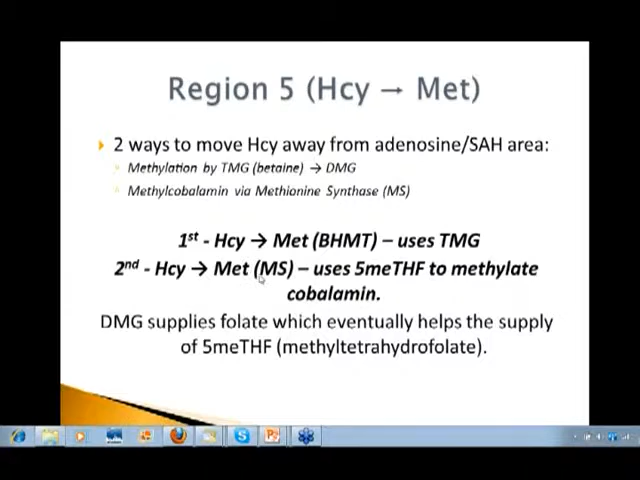 Region 5 (Hcy → Met)
2 ways to move Hcy away from adenosine/SAH area:
Methylation by TMG (betaine) → DMG
Methylcobalamin via Methionine Synthase (MS)
1st - Hcy → Met (BHMT) – uses TMG
2nd - Hcy → Met (MS) – uses 5meTHF to methylate
cobalamin.
DMG supplies folate which eventually helps the supply
of 5meTHF (methyltetrahydrofolate).